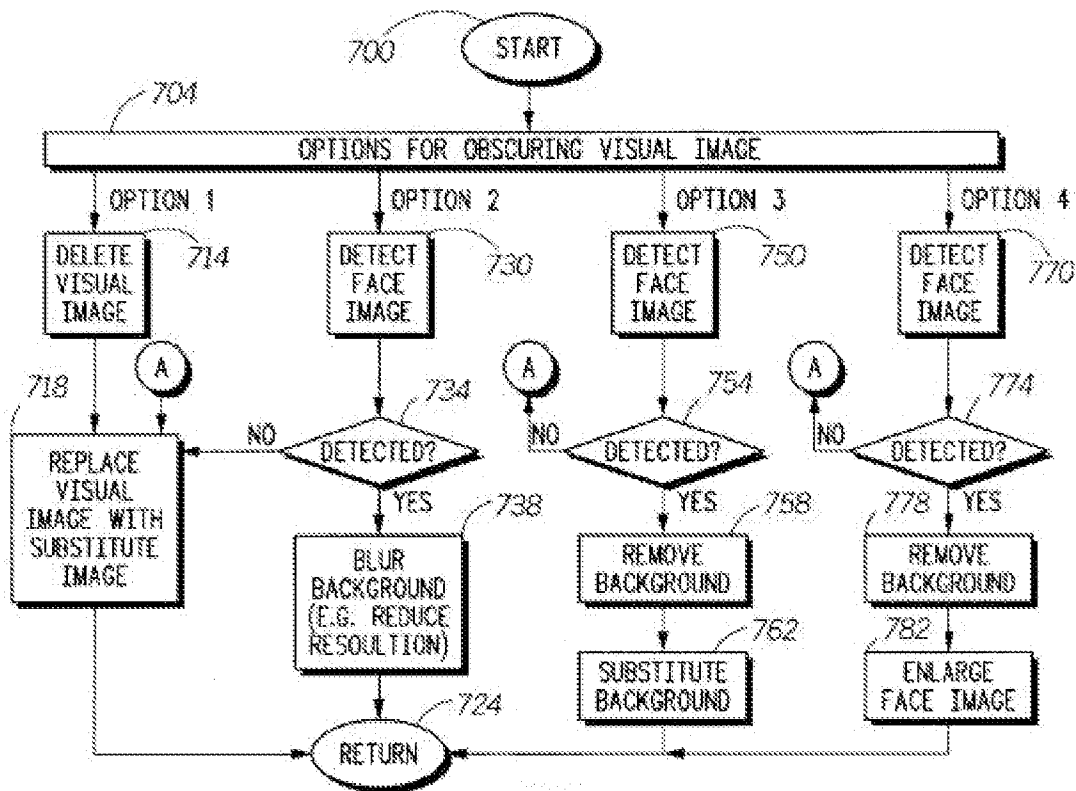 700
START
704
OPTIONS FOR OBSCURING VISUAL IMAGE
OPTION 1
OPTION 2
OPTION 3
OPTION 4
DELETE
VISUAL
IMAGE
714
DETECT
FACE
IMAGE
730
DETECT
FACE
IMAGE
750
DETECT
FACE
IMAGE
770
A
A
A
718
REPLACE
VISUAL
IMAGE WITH
SUBSTITUTE
IMAGE
NO
DETECTED?
734
YES
NO
DETECTED?
754
YES
NO
DETECTED?
774
YES
738
BLUR
BACKGROUND
(E.G. REDUCE
RESOULTION)
758
REMOVE
BACKGROUND
778
REMOVE
BACKGROUND
762
SUBSTITUTE
BACKGROUND
782
ENLARGE
FACE IMAGE
724
RETURN